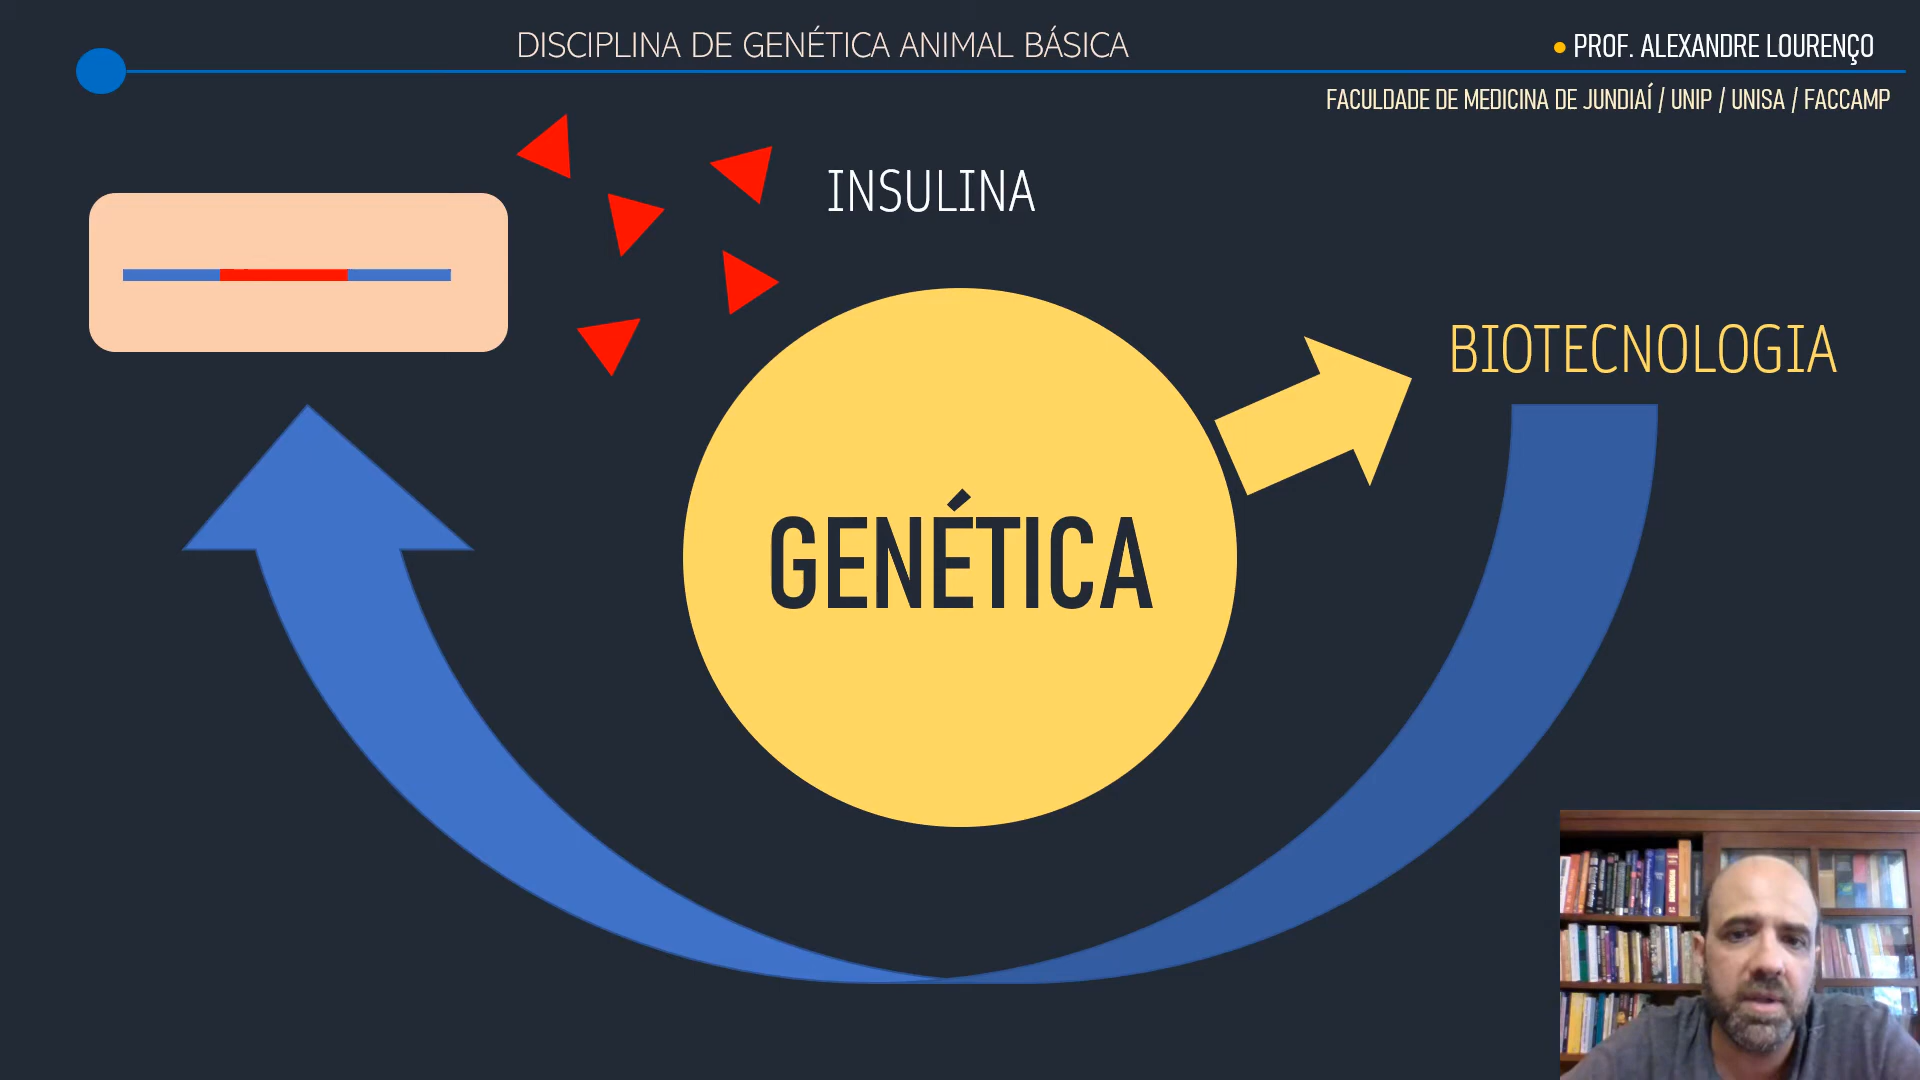 DISCIPLINA DE GENÉTICA ANIMAL BÁSICA
PROF. ALEXANDRE LOURENÇO
FACULDADE DE MEDICINA DE JUNDIAÍ / UNIP / UNISA / FACCAMP
INSULINA
BIOTECNOLOGIA
GENÉTICA